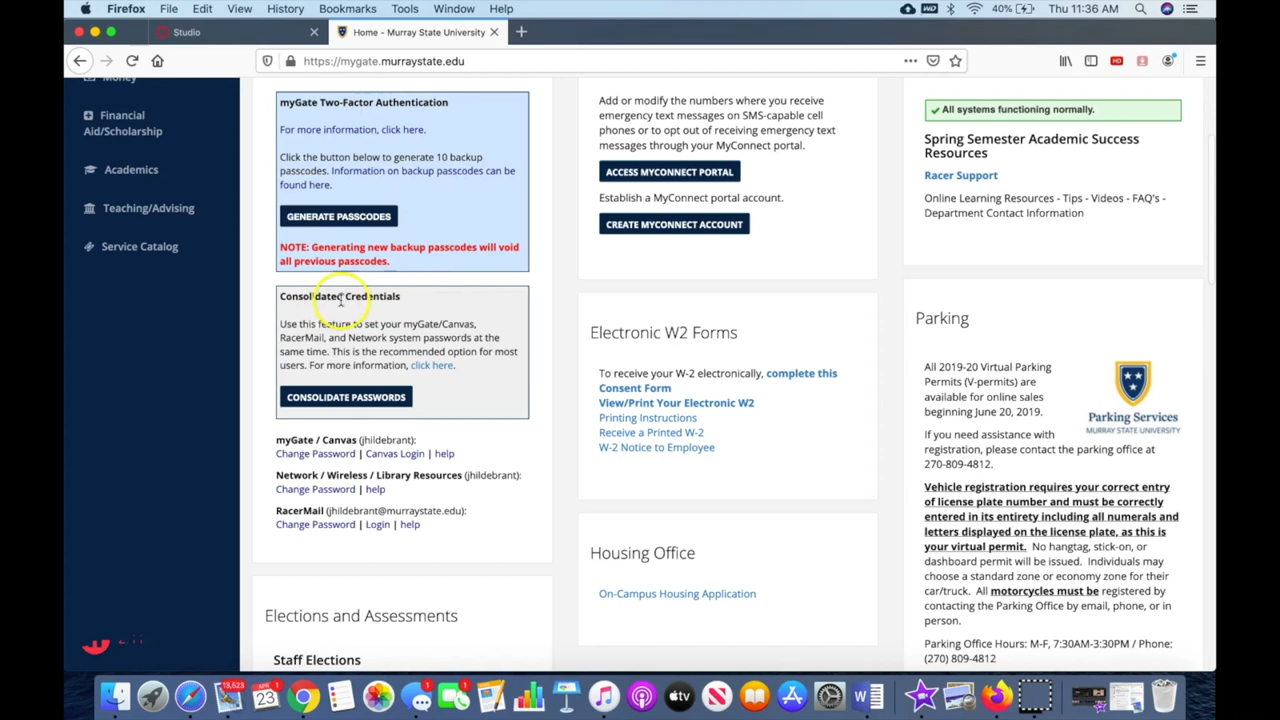 Firefox File Edit View History Bookmarks Tools Window Help
40% Thu 11:36 AM
Studio
Home - Murray State University
https://mygate.murraystate.edu
Money
Financial
Aid/Scholarship
Academics
Teaching/Advising
Service Catalog
myGate Two-Factor Authentication
For more information, click here.
Click the button below to generate 10 backup
passcodes. Information on backup passcodes can be
found here.
GENERATE PASSCODES
NOTE: Generating new backup passcodes will void
all previous passcodes.
Consolidated Credentials
Use this feature to set your myGate/Canvas,
RacerMail, and Network system passwords at the
same time. This is the recommended option for most
users. For more information, click here.
CONSOLIDATE PASSWORDS
myGate / Canvas (jhildebrant):
Change Password | Canvas Login | help
Network / Wireless / Library Resources (jhildebrant):
Change Password | help
RacerMail (jhildebrant@murraystate.edu):
Change Password | Login | help
Elections and Assessments
Staff Elections
Add or modify the numbers where you receive
emergency text messages on SMS-capable cell
phones or to opt out of receiving emergency text
messages through your MyConnect portal.
ACCESS MYCONNECT PORTAL
Establish a MyConnect portal account.
CREATE MYCONNECT ACCOUNT
Electronic W2 Forms
To receive your W-2 electronically, complete this
Consent Form
View/Print Your Electronic W2
Printing Instructions
Receive a Printed W-2
W-2 Notice to Employee
Housing Office
On-Campus Housing Application
All systems functioning normally.
Spring Semester Academic Success
Resources
Racer Support
Online Learning Resources - Tips - Videos - FAQ's -
Department Contact Information
Parking
All 2019-20 Virtual Parking
Permits (V-permits) are
available for online sales
beginning June 20, 2019.
Parking Services
MURRAY STATE UNIVERSITY
If you need assistance with
registration, please contact the parking office at
270-809-4812.
Vehicle registration requires your correct entry
of license plate number and must be correctly
entered in its entirety including all numerals and
letters displayed on the license plate, as this is
your virtual permit. No hangtag, stick-on, or
dashboard permit will be issued. Individuals may
choose a standard zone or economy zone for their
car/truck. All motorcycles must be registered by
contacting the Parking Office by email, phone, or in
person.
Parking Office Hours: M-F, 7:30AM-3:30PM / Phone:
(270) 809-4812
13,523
APR
23
1
1
1
tv
W